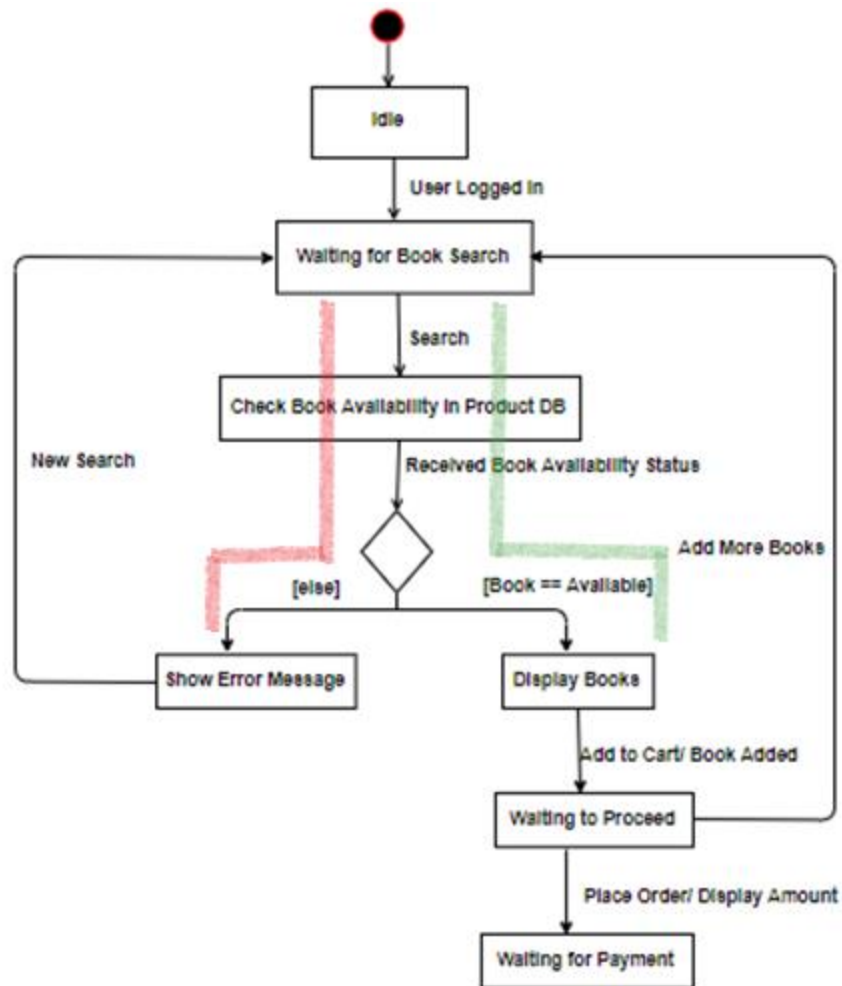 Idle
User Logged In
Waiting for Book Search
Search
Check Book Availability in Product DB
New Search
Received Book Availability Status
Add More Books
[else]
[Book == Available]
Show Error Message
Display Books
Add to Cart/ Book Added
Waiting to Proceed
Place Order/ Display Amount
Waiting for Payment